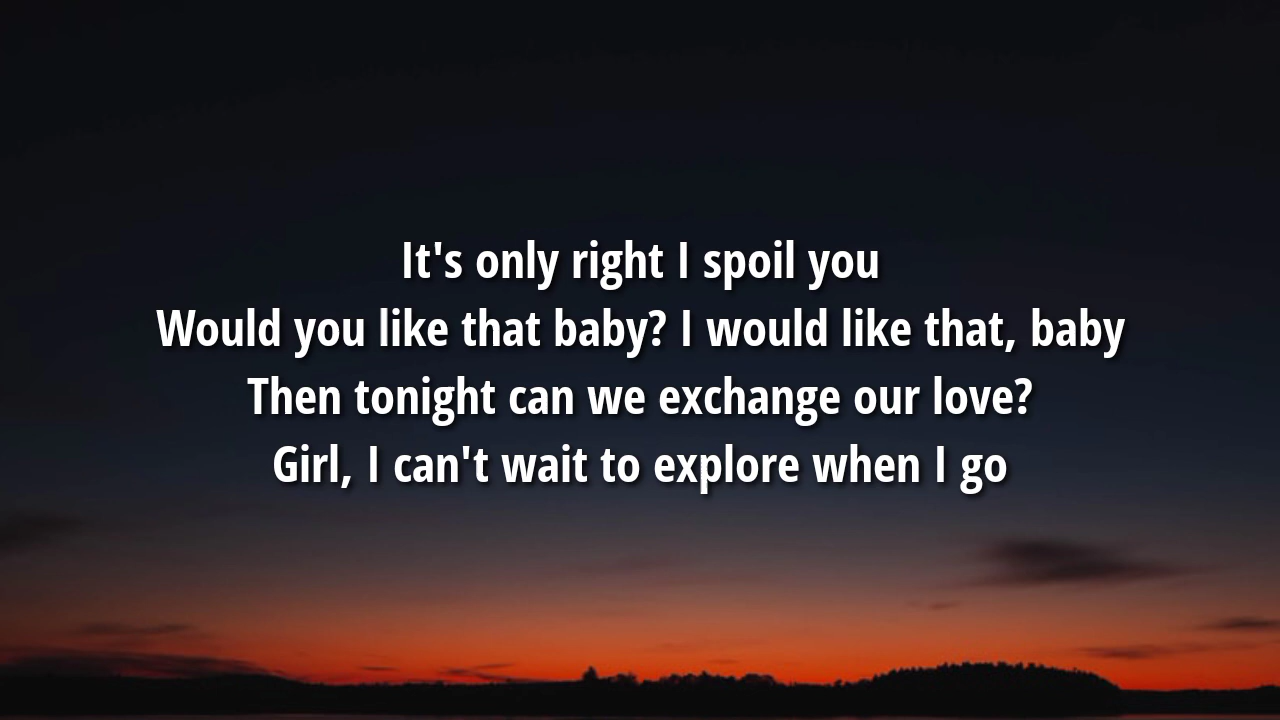 It's only right I spoil you
Would you like that baby? I would like that, baby
Then tonight can we exchange our love?
Girl, I can't wait to explore when I go